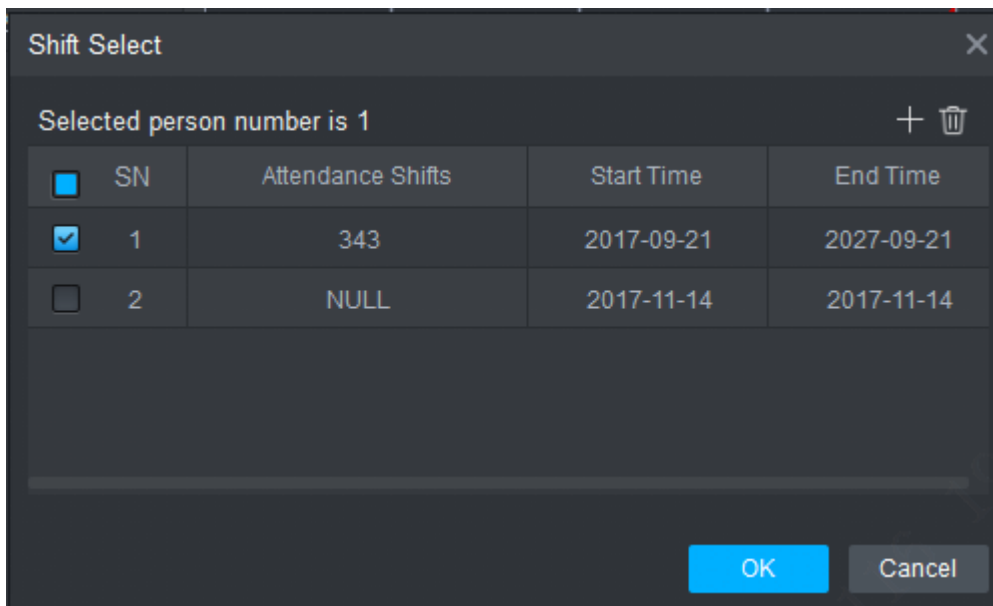 Shift Select
Selected person number is 1
SN Attendance Shifts Start Time End Time
1 343 2017-09-21 2027-09-21
2 NULL 2017-11-14 2017-11-14
OK Cancel